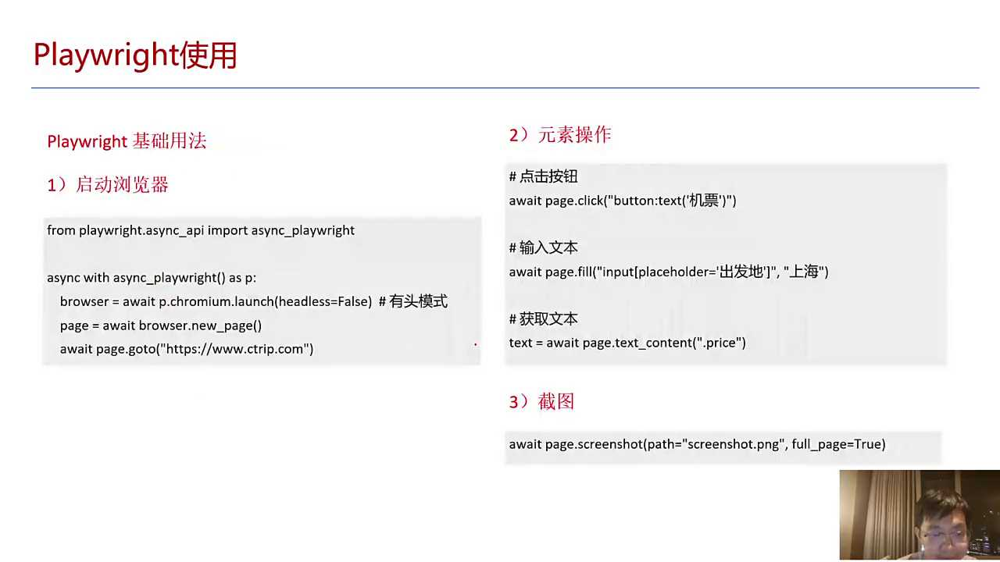 Playwright使用
Playwright 基础用法
1）启动浏览器
from playwright.async_api import async_playwright
async with async_playwright() as p:
browser = await p.chromium.launch(headless=False) # 有头模式
page = await browser.new_page()
await page.goto("https://www.ctrip.com")
2）元素操作
# 点击按钮
await page.click("button:text('机票')")
# 输入文本
await page.fill("input[placeholder='出发地']", "上海")
# 获取文本
text = await page.text_content(".price")
3）截图
await page.screenshot(path="screenshot.png", full_page=True)